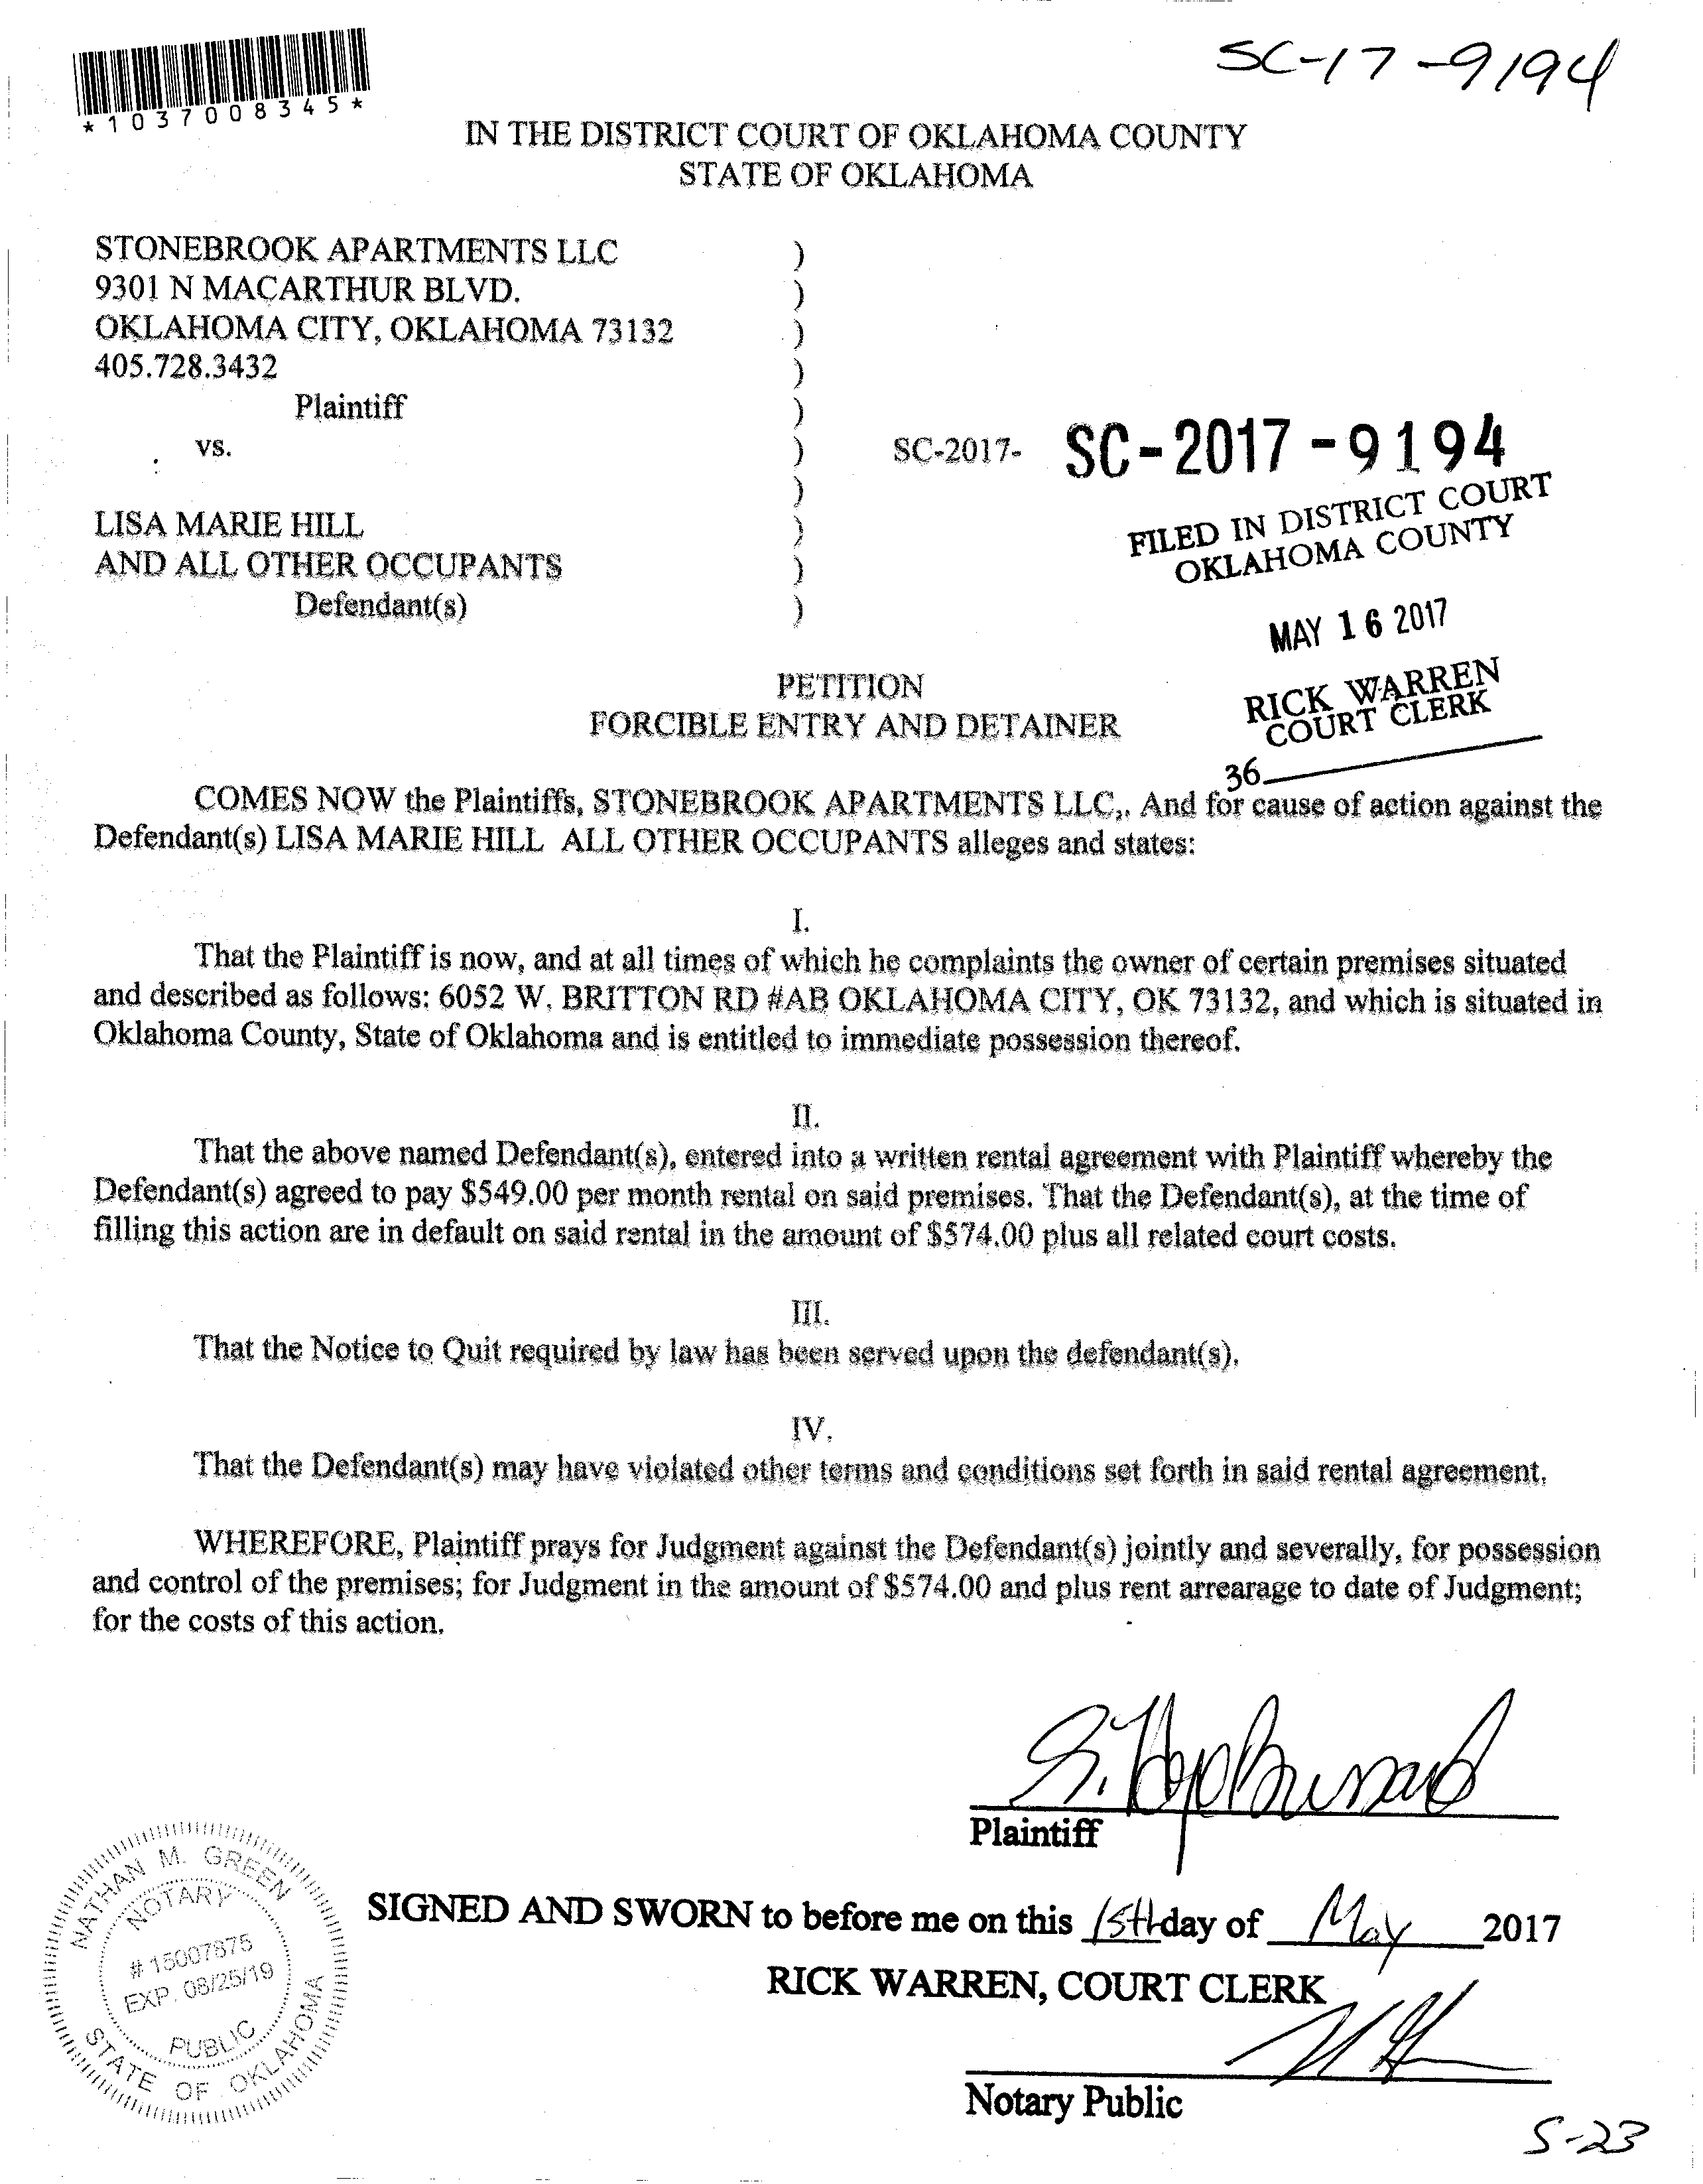 SC-17-9194
*1037008345*
IN THE DISTRICT COURT OF OKLAHOMA COUNTY
STATE OF OKLAHOMA
STONEBROOK APARTMENTS LLC )
9301 N MACARTHUR BLVD. )
OKLAHOMA CITY, OKLAHOMA 73132 )
405.728.3432 )
Plaintiff )
vs. ) SC-2017- SC-2017-9194
)
LISA MARIE HILL )
AND ALL OTHER OCCUPANTS )
Defendant(s) )
FILED IN DISTRICT COURT
OKLAHOMA COUNTY
MAY 16 2017
RICK WARREN
COURT CLERK
36
PETITION
FORCIBLE ENTRY AND DETAINER
COMES NOW the Plaintiffs, STONEBROOK APARTMENTS LLC,. And for cause of action against the
Defendant(s) LISA MARIE HILL ALL OTHER OCCUPANTS alleges and states:
I.
That the Plaintiff is now, and at all times of which he complaints the owner of certain premises situated
and described as follows: 6052 W. BRITTON RD #AB OKLAHOMA CITY, OK 73132, and which is situated in
Oklahoma County, State of Oklahoma and is entitled to immediate possession thereof.
II.
That the above named Defendant(s), entered into a written rental agreement with Plaintiff whereby the
Defendant(s) agreed to pay $549.00 per month rental on said premises. That the Defendant(s), at the time of
filling this action are in default on said rental in the amount of $574.00 plus all related court costs.
III.
That the Notice to Quit required by law has been served upon the defendant(s).
IV.
That the Defendant(s) may have violated other terms and conditions set forth in said rental agreement.
WHEREFORE, Plaintiff prays for Judgment against the Defendant(s) jointly and severally, for possession
and control of the premises; for Judgment in the amount of $574.00 and plus rent arrearage to date of Judgment;
for the costs of this action.
Plaintiff
SIGNED AND SWORN to before me on this 15th day of May 2017
RICK WARREN, COURT CLERK
Notary Public
NATHAN M. GREEN
NOTARY
# 15007875
EXP. 08/25/19
PUBLIC
STATE OF OKLAHOMA
5-23